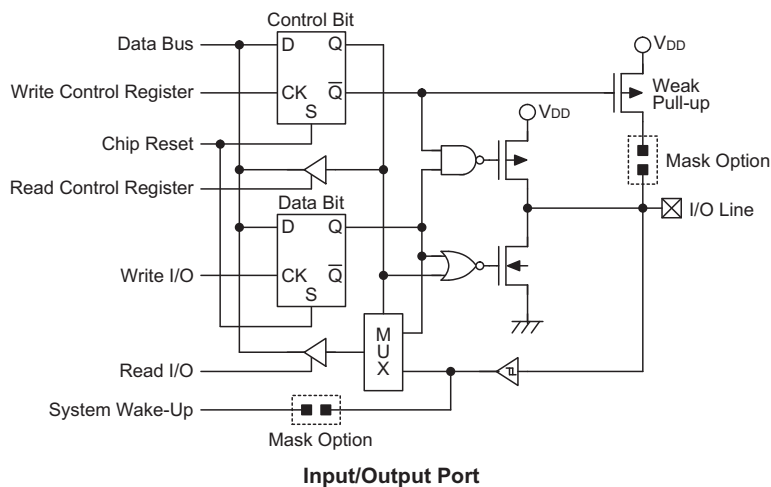 Control Bit
Data Bus
D
Q
VDD
Write Control Register
CK
Q
Weak
Pull-up
S
VDD
Chip Reset
Mask Option
Read Control Register
Data Bit
D
Q
I/O Line
Write I/O
CK
Q
S
M
U
X
Read I/O
System Wake-Up
Mask Option
Input/Output Port